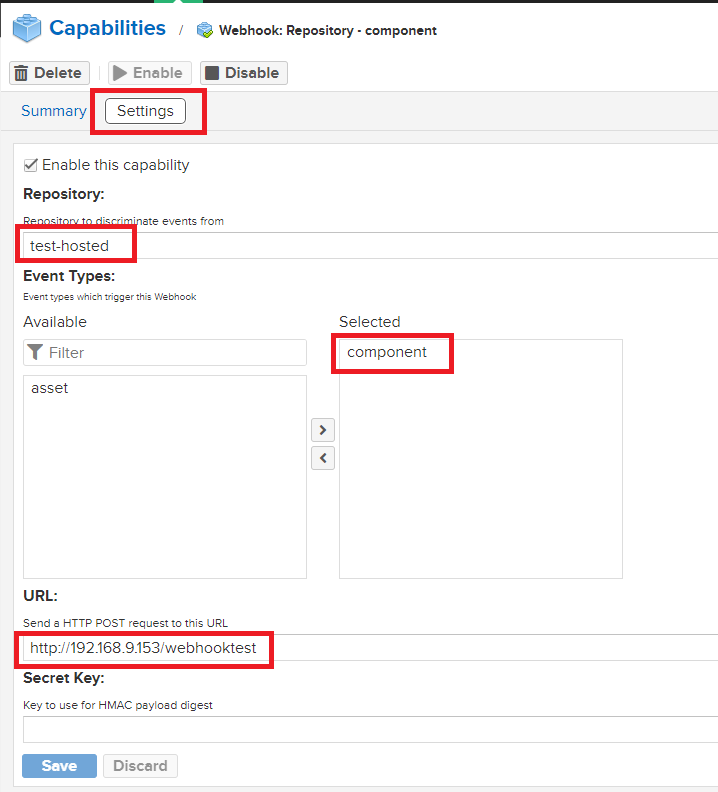 Capabilities / Webhook: Repository - component
Delete Enable Disable
Summary Settings
Enable this capability
Repository:
Repository to discriminate events from
test-hosted
Event Types:
Event types which trigger this Webhook
Available Selected
Filter component
asset
URL:
Send a HTTP POST request to this URL
http://192.168.9.153/webhooktest
Secret Key:
Key to use for HMAC payload digest
Save Discard